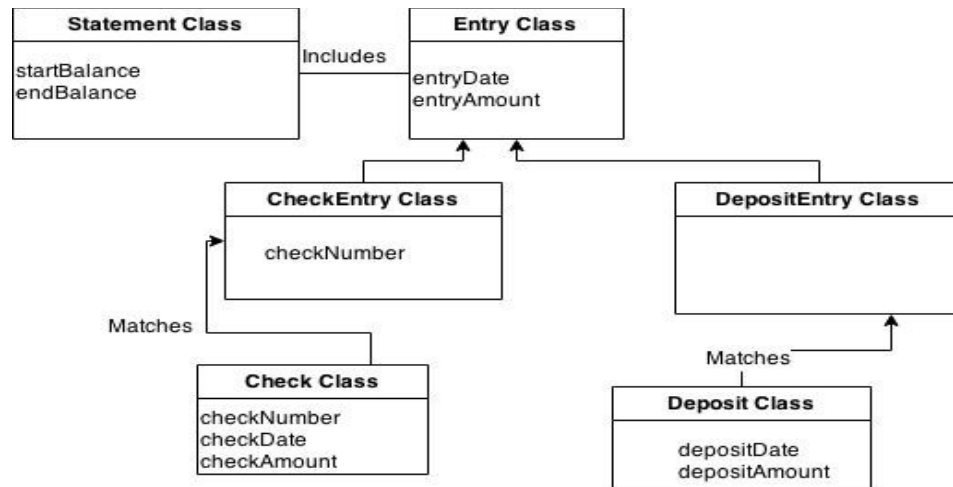 Statement Class
startBalance
endBalance
Includes
Entry Class
entryDate
entryAmount
CheckEntry Class
checkNumber
DepositEntry Class
Matches
Check Class
checkNumber
checkDate
checkAmount
Matches
Deposit Class
depositDate
depositAmount